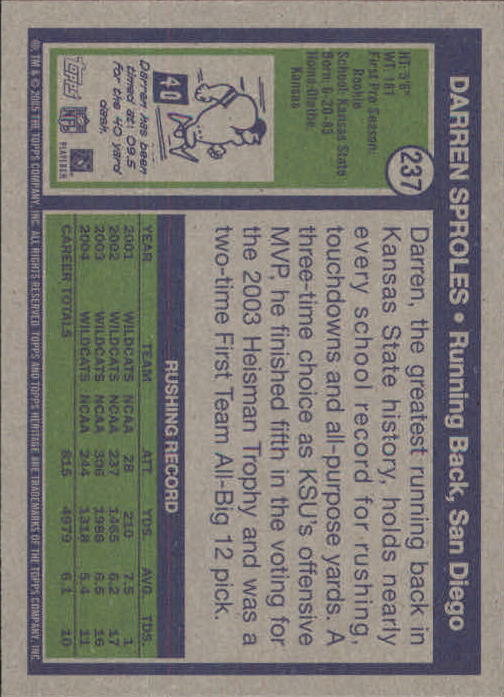 DARREN SPROLES • Running Back, San Diego
237
HT: 5'6"
WT: 181
First Pro Season:
Rookie
School: Kansas State
Born: 6-20-83
Home: Olathe,
Kansas
40
Darren has been
timed at: 09.5
for the 40 yard
dash.
TOPPS
NFL
PLAYERS
Darren, the greatest running back in
Kansas State history, holds nearly
every school record for rushing,
touchdowns and all-purpose yards. A
three-time choice as KSU's offensive
MVP, he finished fifth in the voting for
the 2003 Heisman Trophy and was a
two-time First Team All-Big 12 pick.
RUSHING RECORD
YEAR TEAM ATT. YDS. AVG. TDS.
2001 WILDCATS NCAA 28 210 7.5 1
2002 WILDCATS NCAA 237 1465 6.2 17
2003 WILDCATS NCAA 306 1986 6.5 16
2004 WILDCATS NCAA 244 1318 5.4 11
CAREER TOTALS 815 4979 6.1 10
®, TM & © 2005 THE TOPPS COMPANY, INC. ALL RIGHTS RESERVED. TOPPS AND TOPPS HERITAGE ARE TRADEMARKS OF THE TOPPS COMPANY, INC.